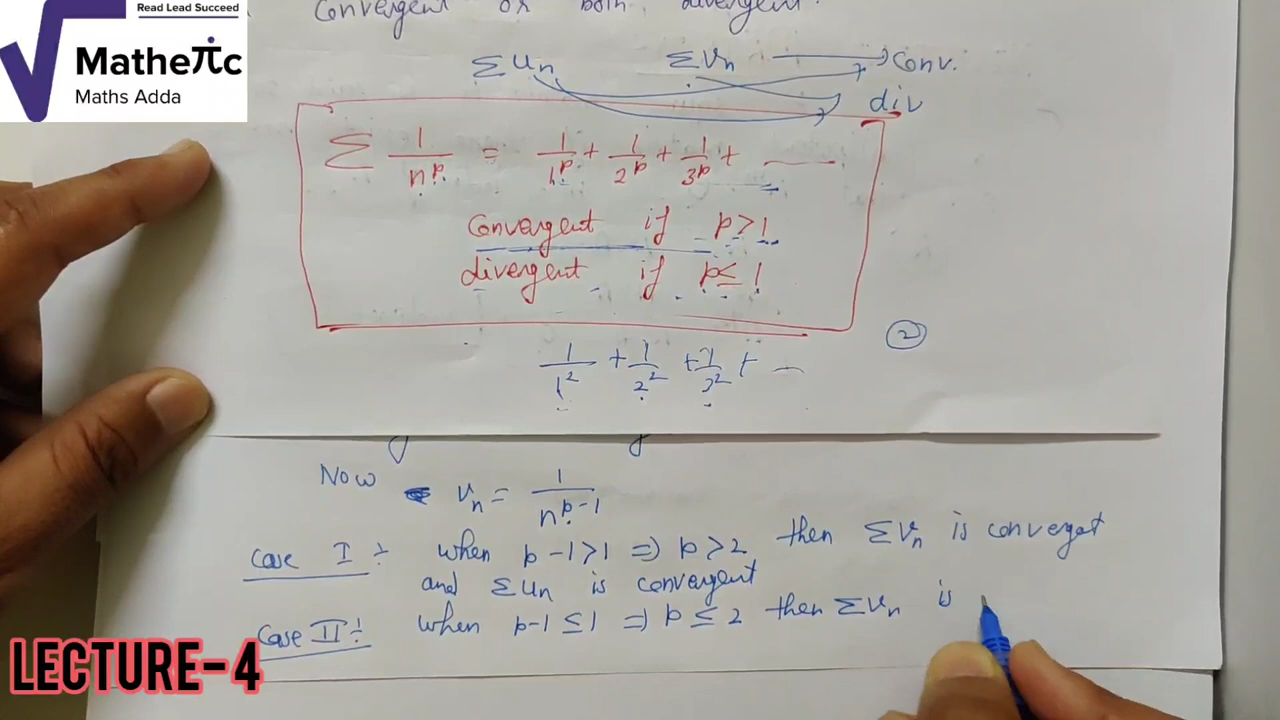 Read Lead Succeed
Matheπc
Maths Adda
convergent or both divergent.
Σun Σvn → conv.
div
Σ 1/n^p = 1/1^p + 1/2^p + 1/3^p + ——
convergent if p>1
divergent if p≤1
②
1/1² + 1/2² + 1/3² + —
Now vn = 1/n^(p-1)
Case I :- when p-1>1 ⇒ p>2 then Σvn is convergat
and Σun is convergent
Case II :- when p-1≤1 ⇒ p≤2 then Σvn is
LECTURE-4